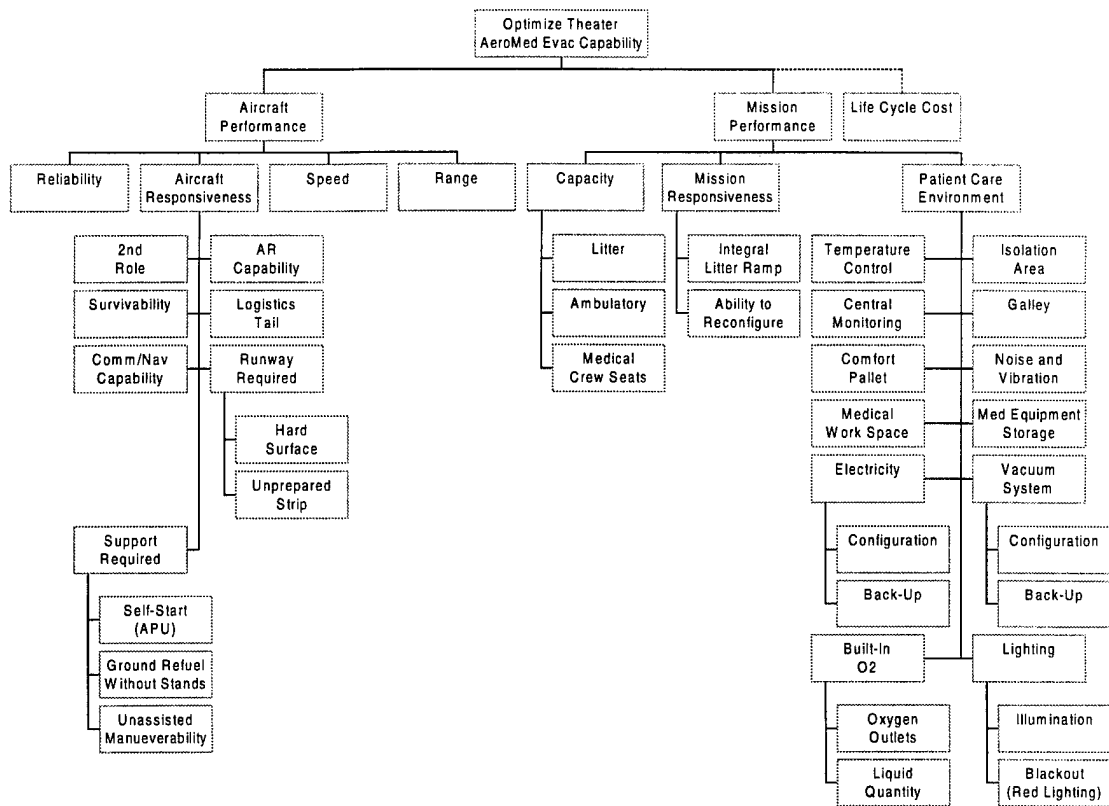 Optimize Theater
AeroMed Evac Capability
Aircraft
Performance
Mission
Performance
Life Cycle Cost
Reliability
Aircraft
Responsiveness
Speed
Range
Capacity
Mission
Responsiveness
Patient Care
Environment
2nd
Role
AR
Capability
Survivability
Logistics
Tail
Comm/Nav
Capability
Runway
Required
Hard
Surface
Unprepared
Strip
Support
Required
Self-Start
(APU)
Ground Refuel
Without Stands
Unassisted
Manueverability
Litter
Ambulatory
Medical
Crew Seats
Integral
Litter Ramp
Ability to
Reconfigure
Temperature
Control
Isolation
Area
Central
Monitoring
Galley
Comfort
Pallet
Noise and
Vibration
Medical
Work Space
Med Equipment
Storage
Electricity
Vacuum
System
Configuration
Back-Up
Configuration
Back-Up
Built-In
O2
Lighting
Oxygen
Outlets
Liquid
Quantity
Illumination
Blackout
(Red Lighting)